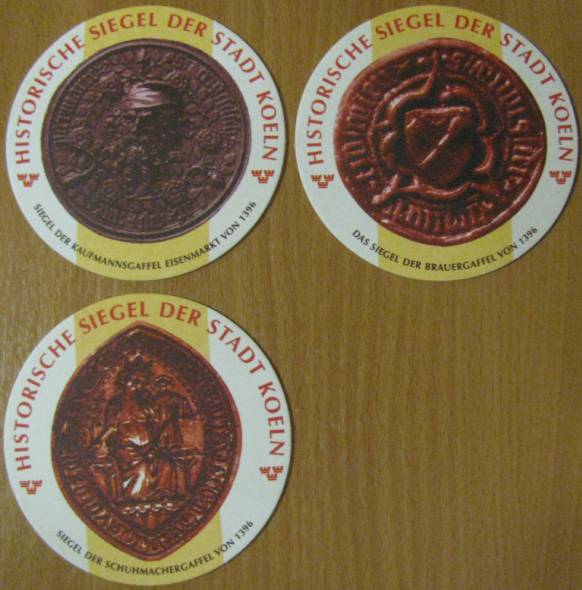 HISTORISCHE SIEGEL DER STADT KOELN
SIEGEL DER KAUFMANNSGAFFEL EISENMARKT VON 1396
HISTORISCHE SIEGEL DER STADT KOELN
DAS SIEGEL DER BRAUERGAFFEL VON 1396
HISTORISCHE SIEGEL DER STADT KOELN
SIEGEL DER SCHUHMACHERGAFFEL VON 1396